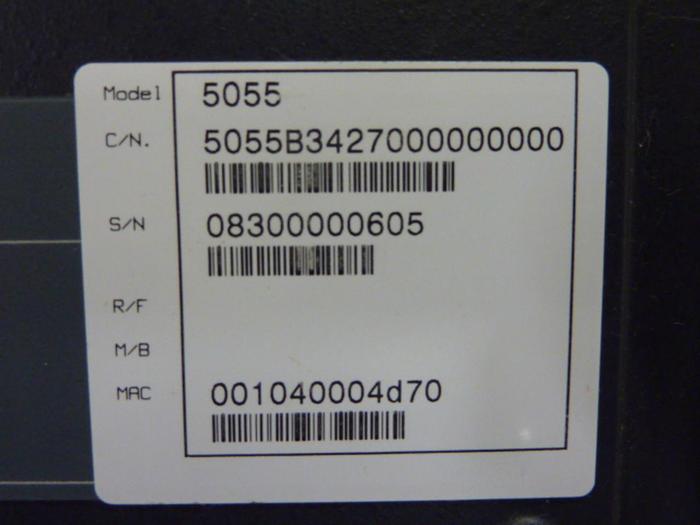 Model 5055
C/N. 5055B3427000000000
S/N 08300000605
R/F
M/B
MAC 001040004d70